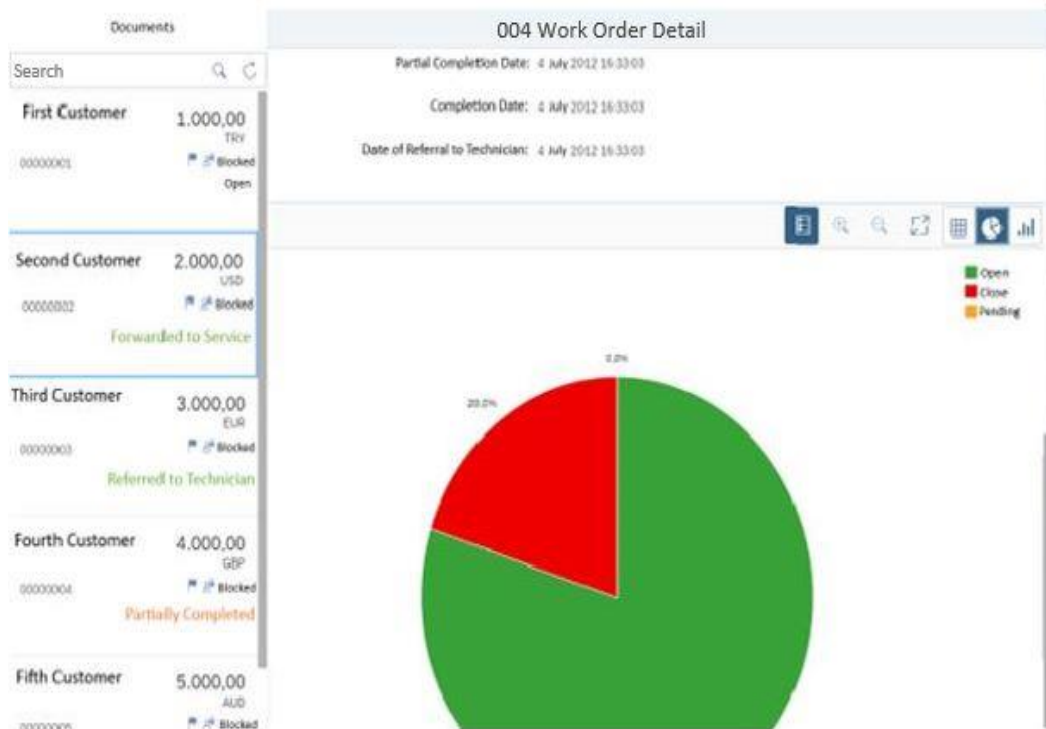 Documents
Search
First Customer
1.000,00
TRY
00000001
Blocked
Open
Second Customer
2.000,00
USD
00000002
Blocked
Forwarded to Service
Third Customer
3.000,00
EUR
00000003
Blocked
Referred to Technician
Fourth Customer
4.000,00
GBP
00000004
Blocked
Partially Completed
Fifth Customer
5.000,00
AUD
Blocked
004 Work Order Detail
Partial Completion Date: 4 July 2012 16:33:03
Completion Date: 4 July 2012 16:33:03
Date of Referral to Technician: 4 July 2012 16:33:03
Open
Close
Pending
0.0%
20.0%